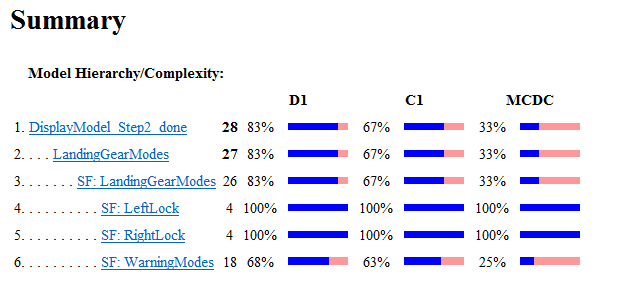 Summary
Model Hierarchy/Complexity:
D1 C1 MCDC
1. DisplayModel_Step2_done 28 83% 67% 33%
2. . . . LandingGearModes 27 83% 67% 33%
3. . . . . . . SF: LandingGearModes 26 83% 67% 33%
4. . . . . . . . . . SF: LeftLock 4 100% 100% 100%
5. . . . . . . . . . SF: RightLock 4 100% 100% 100%
6. . . . . . . . . . SF: WarningModes 18 68% 63% 25%